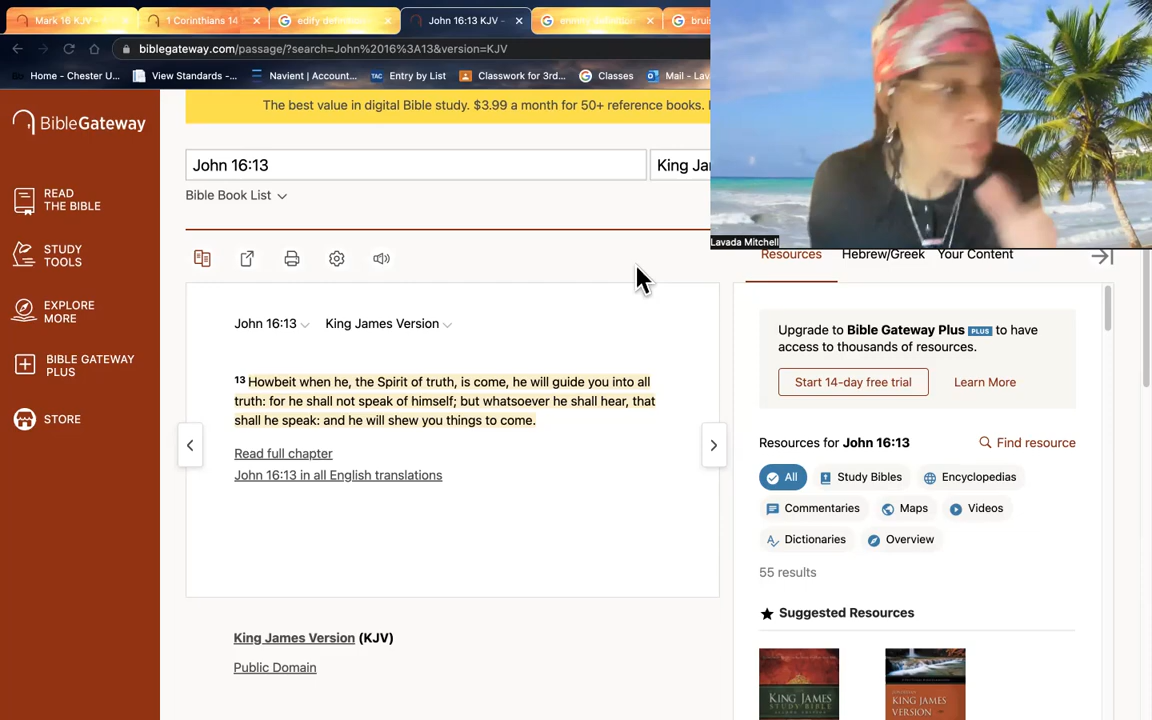 Mark 16 KJV -
1 Corinthians 14
edify definit
John 16:13 KJV -
enemy definition
bruis
biblegateway.com/passage/?search=John%2016%3A13&version=KJV
Home - Chester U...
View Standards -...
Navient | Account...
TAC Entry by List
Classwork for 3rd...
Classes
Mail - Lav
The best value in digital Bible study. $3.99 a month for 50+ reference books.
BibleGateway
John 16:13
King Ja
Bible Book List
READ
THE BIBLE
STUDY
TOOLS
EXPLORE
MORE
BIBLE GATEWAY
PLUS
STORE
Lavada Mitchell
Resources Hebrew/Greek Your Content
John 16:13 King James Version
13 Howbeit when he, the Spirit of truth, is come, he will guide you into all
truth: for he shall not speak of himself; but whatsoever he shall hear, that
shall he speak: and he will shew you things to come.
Read full chapter
John 16:13 in all English translations
King James Version (KJV)
Public Domain
Upgrade to Bible Gateway Plus PLUS to have
access to thousands of resources.
Start 14-day free trial
Learn More
Resources for John 16:13
Find resource
All
Study Bibles
Encyclopedias
Commentaries
Maps
Videos
Dictionaries
Overview
55 results
Suggested Resources
KING JAMES
STUDY BIBLE
KING JAMES
VERSION